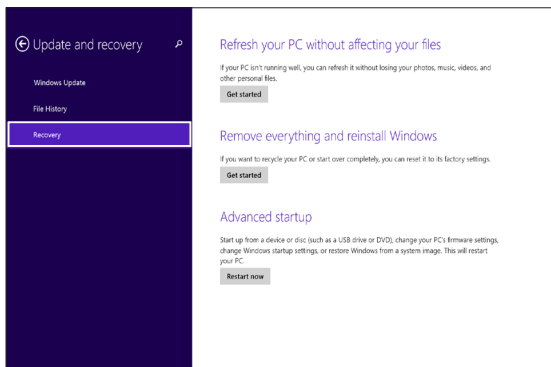 Update and recovery
Windows Update
File History
Recovery
Refresh your PC without affecting your files
If your PC isn't running well, you can refresh it without losing your photos, music, videos, and
other personal files.
Get started
Remove everything and reinstall Windows
If you want to recycle your PC or start over completely, you can reset it to its factory settings.
Get started
Advanced startup
Start up from a device or disc (such as a USB drive or DVD), change your PC's firmware settings,
change Windows startup settings, or restore Windows from a system image. This will restart
your PC.
Restart now